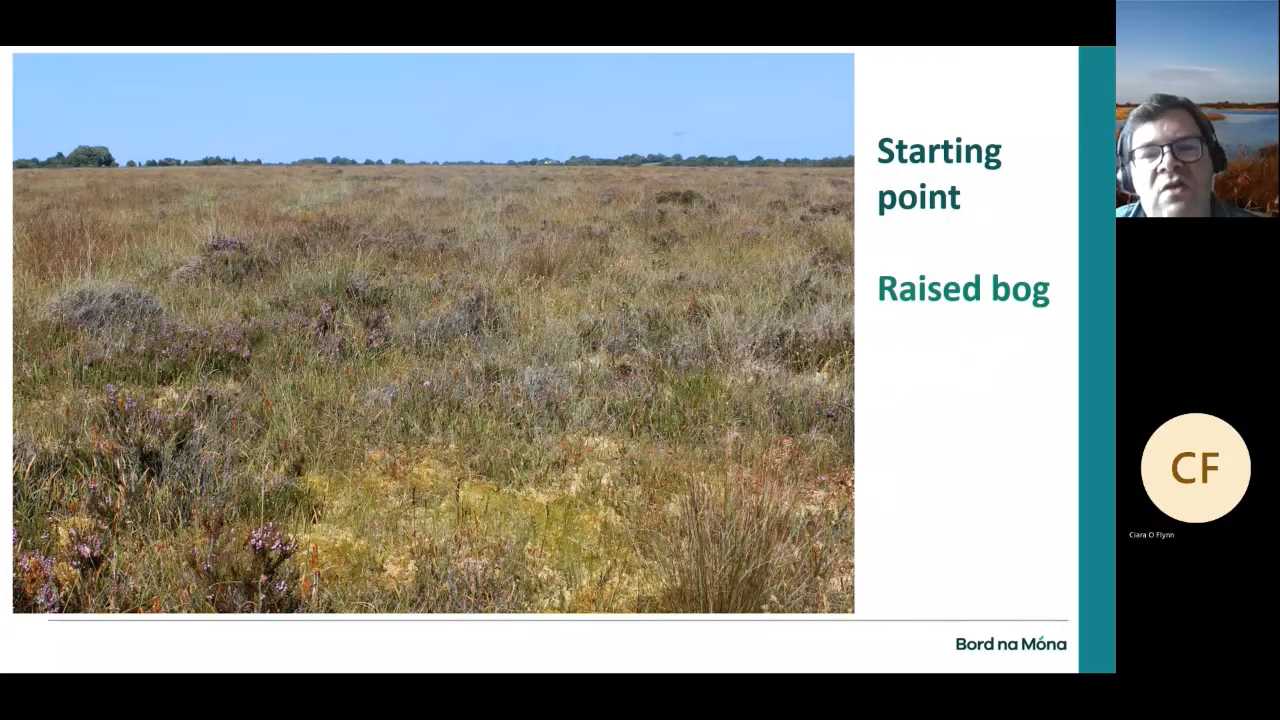 Starting
point
Raised bog
Bord na Móna
CF
Ciara O Flynn